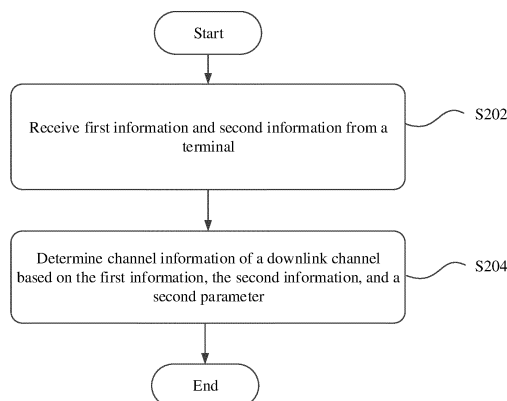 Start
Receive first information and second information from a
terminal
S202
Determine channel information of a downlink channel
based on the first information, the second information, and a
second parameter
S204
End